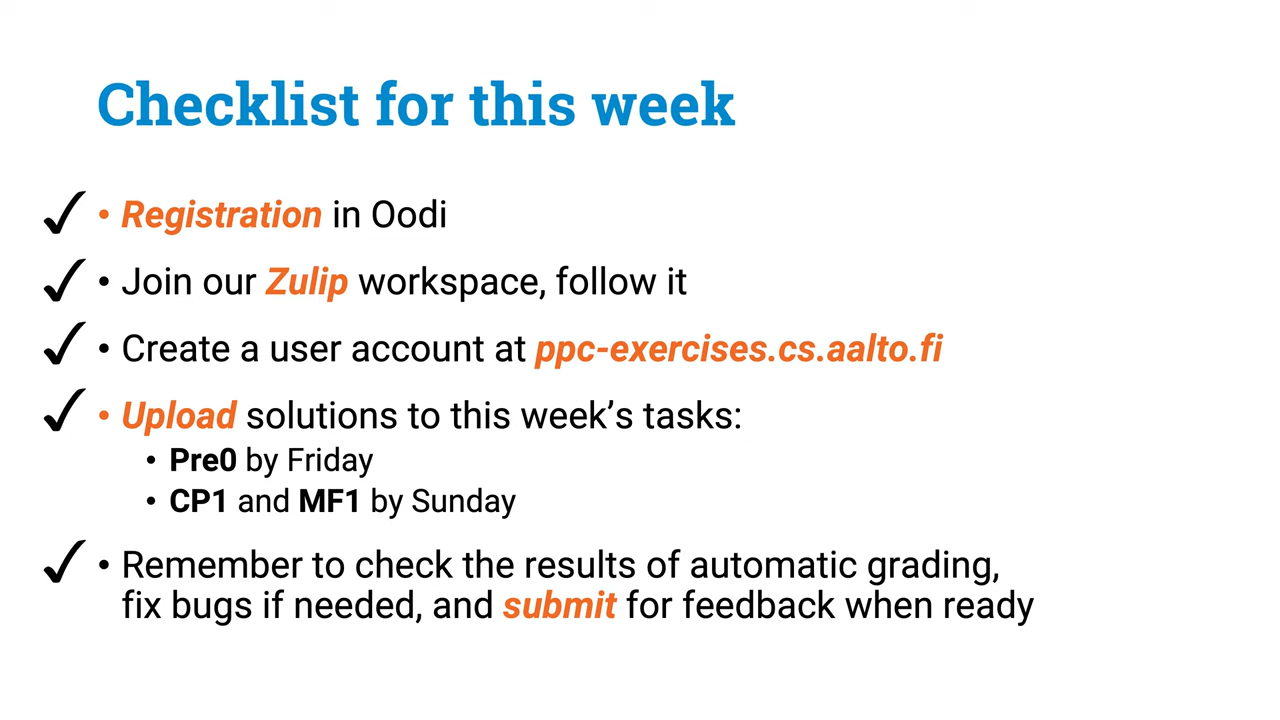 Checklist for this week
✓ • Registration in Oodi
✓ • Join our Zulip workspace, follow it
✓ • Create a user account at ppc-exercises.cs.aalto.fi
✓ • Upload solutions to this week’s tasks:
• Pre0 by Friday
• CP1 and MF1 by Sunday
✓ • Remember to check the results of automatic grading,
fix bugs if needed, and submit for feedback when ready